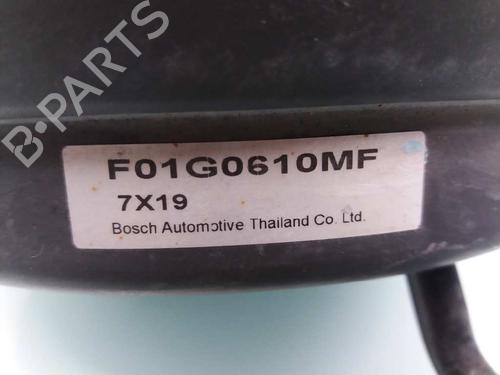 B-PARTS
F01G0610MF
7X19
Bosch Automotive Thailand Co. Ltd.